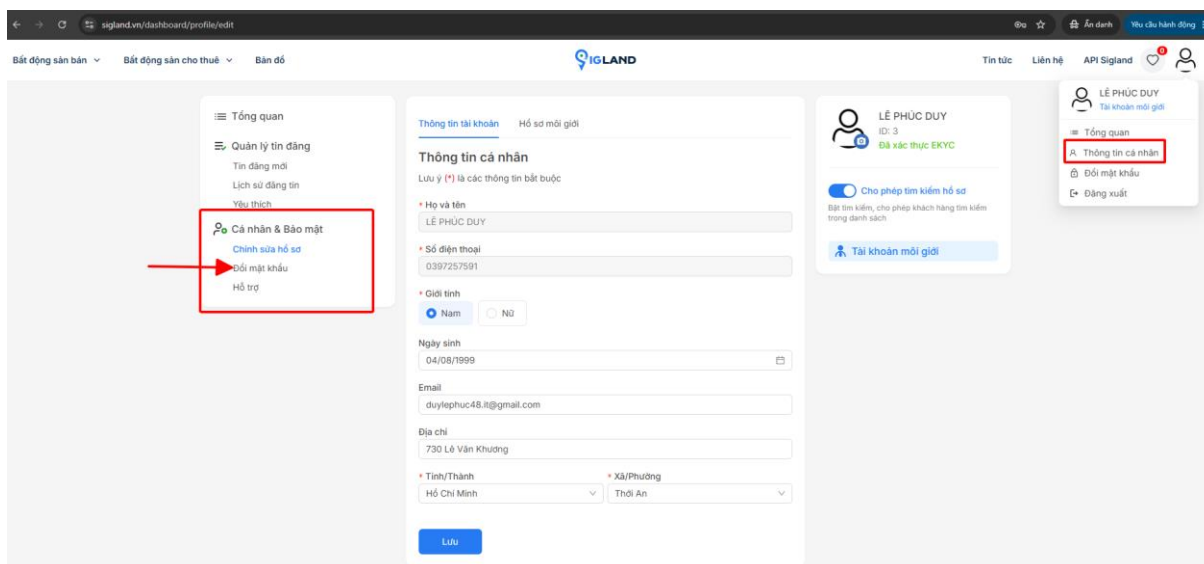 sigland.vn/dashboard/profile/edit
Ẩn danh
Yêu cầu hành động
Bất động sản bán
Bất động sản cho thuê
Bản đồ
SIGLAND
Tin tức
Liên hệ
API Sigland
0
LÊ PHÚC DUY
Tài khoản môi giới
Tổng quan
Thông tin cá nhân
Đổi mật khẩu
Đăng xuất
Tổng quan
Quản lý tin đăng
Tin đăng mới
Lịch sử đăng tin
Yêu thích
Cá nhân & Bảo mật
Chỉnh sửa hồ sơ
Đổi mật khẩu
Hỗ trợ
Thông tin tài khoản
Hồ sơ môi giới
Thông tin cá nhân
Lưu ý (*) là các thông tin bắt buộc
* Họ và tên
LÊ PHÚC DUY
* Số điện thoại
0397257591
* Giới tính
Nam
Nữ
Ngày sinh
04/08/1999
Email
duylephuc48.it@gmail.com
Địa chỉ
730 Lê Văn Khương
* Tỉnh/Thành
* Xã/Phường
Hồ Chí Minh
Thới An
Lưu
LÊ PHÚC DUY
ID: 3
Đã xác thực EKYC
Cho phép tìm kiếm hồ sơ
Bật tìm kiếm, cho phép khách hàng tìm kiếm
trong danh sách
Tài khoản môi giới